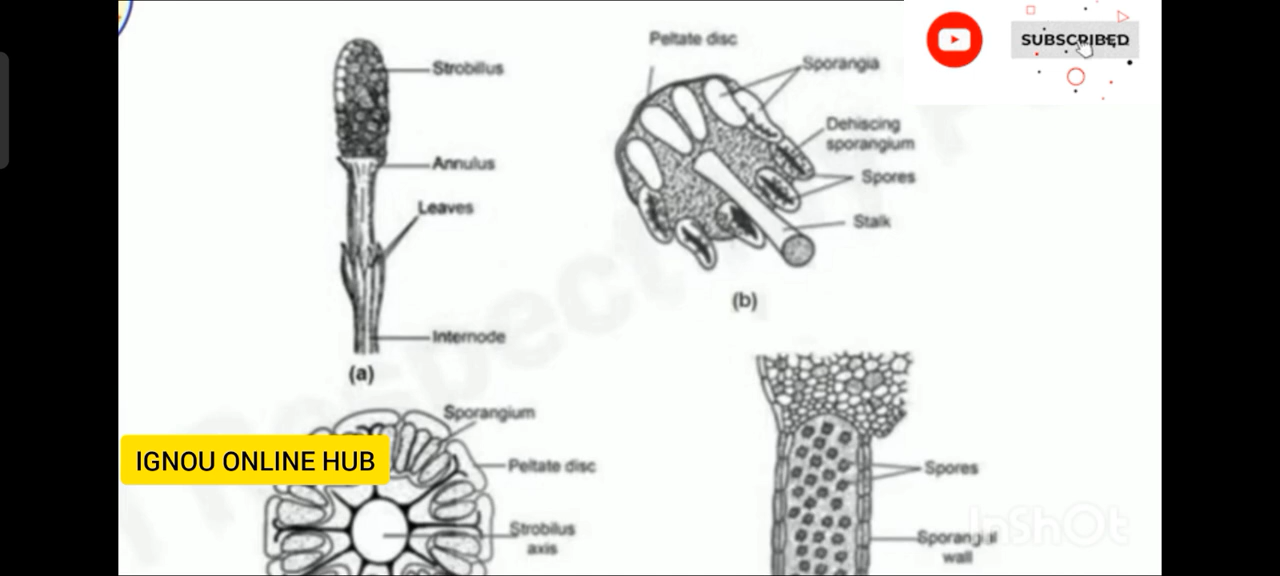 Peltate disc
Sporangia
SUBSCRIBED
Strobillus
Dehiscing
sporangium
Annulus
Spores
Leaves
Stalk
(b)
Internode
(a)
Sporangium
IGNOU ONLINE HUB
Peltate disc
Spores
Strobilus
axis
Sporangial
wall
InShOt